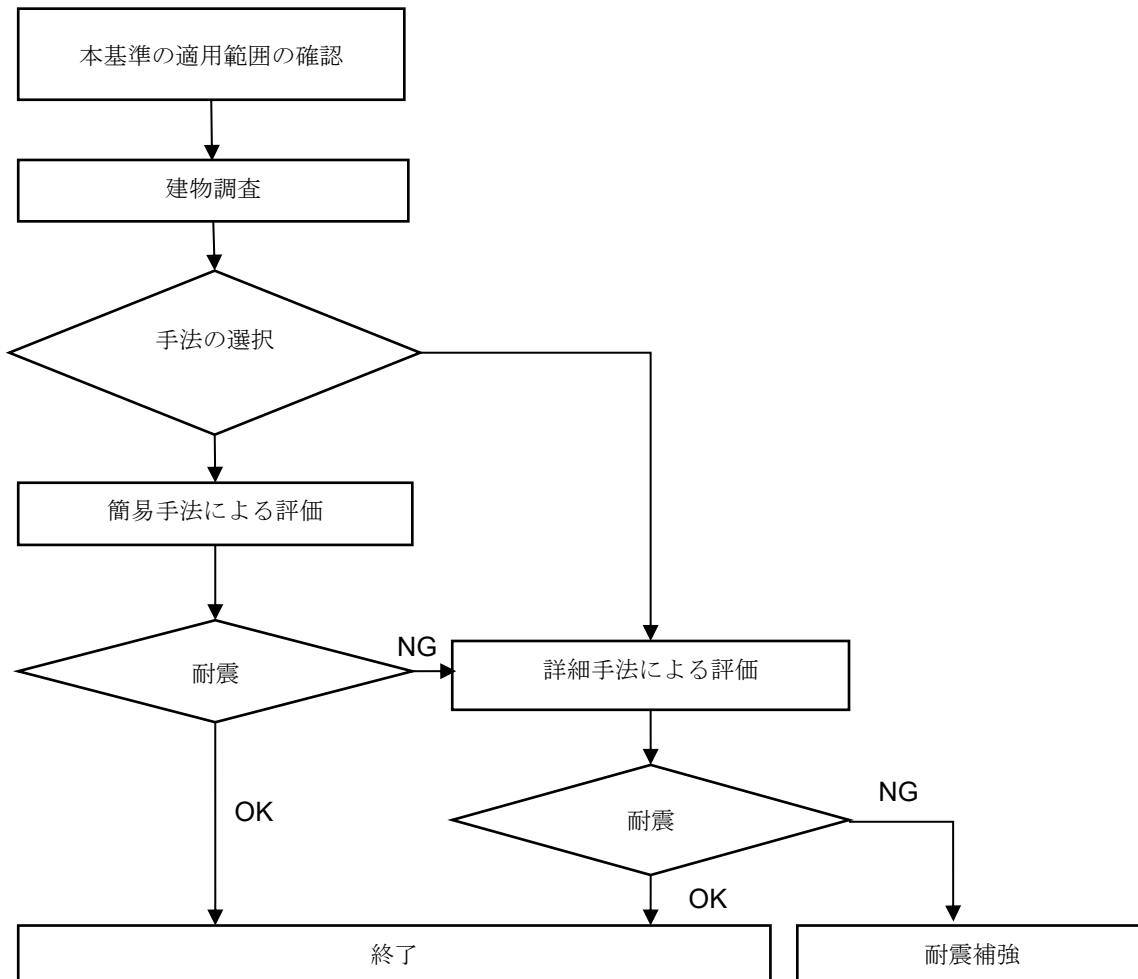 本基準の適用範囲の確認
建物調査
手法の選択
簡易手法による評価
耐震
NG
詳細手法による評価
OK
耐震
NG
OK
終了
耐震補強